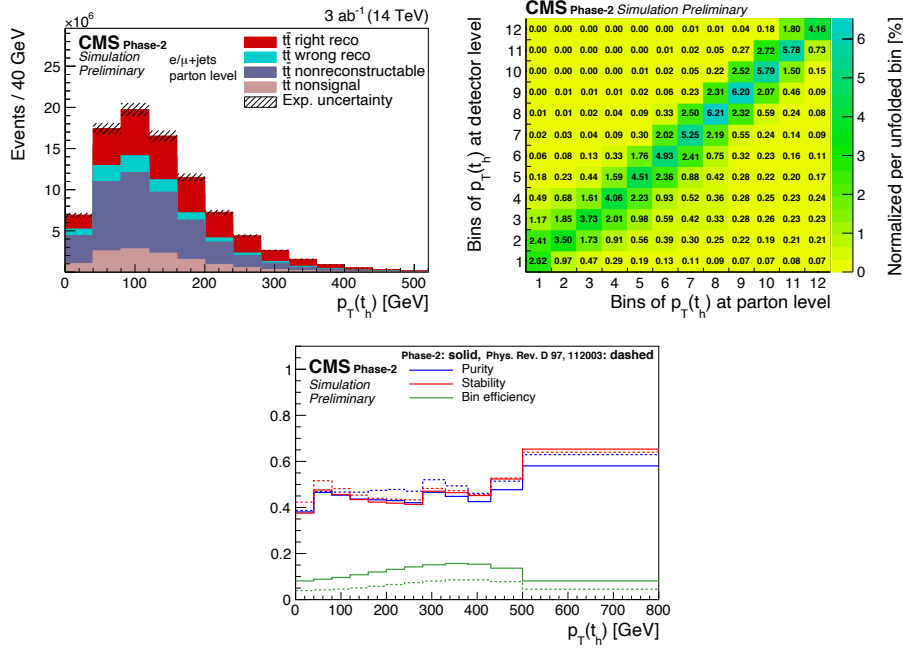 3 ab⁻¹ (14 TeV)
×10⁶
CMS Phase-2
Simulation
Preliminary
e/μ+jets
parton level
tt̄ right reco
tt̄ wrong reco
tt̄ nonreconstructable
tt̄ nonsignal
Exp. uncertainty
Events / 40 GeV
25
20
15
10
5
0 100 200 300 400 500
p_T(t_h) [GeV]
CMS Phase-2 Simulation Preliminary
Bins of p_T(t_h) at detector level
12 0.00 0.00 0.00 0.00 0.00 0.01 0.01 0.04 0.18 1.80 4.16
11 0.00 0.00 0.00 0.00 0.00 0.01 0.01 0.10 2.72 5.78 0.73
10 0.00 0.00 0.00 0.01 0.01 0.02 0.09 2.52 5.79 1.50 0.15
9 0.00 0.00 0.01 0.01 0.03 0.06 0.14 2.31 6.20 2.07 0.46 0.09
8 0.01 0.01 0.02 0.04 0.09 0.33 2.50 6.21 2.32 0.59 0.24 0.08
7 0.02 0.03 0.04 0.09 0.30 2.02 5.25 2.19 0.55 0.24 0.14 0.08
6 0.06 0.08 0.13 0.33 1.76 4.93 2.41 0.75 0.32 0.20 0.16 0.11
5 0.18 0.23 0.44 1.59 4.51 2.36 0.88 0.42 0.28 0.22 0.20 0.17
4 0.49 0.68 1.61 4.06 2.23 0.93 0.52 0.36 0.28 0.25 0.23 0.24
3 1.17 1.85 3.73 2.01 0.98 0.59 0.42 0.33 0.28 0.26 0.23 0.23
2 2.41 3.50 1.73 0.91 0.56 0.39 0.30 0.25 0.22 0.19 0.21 0.21
1 2.62 0.97 0.47 0.29 0.19 0.13 0.11 0.09 0.07 0.07 0.08 0.07
1 2 3 4 5 6 7 8 9 10 11 12
Bins of p_T(t_h) at parton level
6
5
4
3
2
1
0
Normalized per unfolded bin [%]
Phase-2: solid, Phys. Rev. D 97, 112003: dashed
CMS Phase-2
Simulation
Preliminary
Purity
Stability
Bin efficiency
1
0.8
0.6
0.4
0.2
0
0 100 200 300 400 500 600 700 800
p_T(t_h) [GeV]